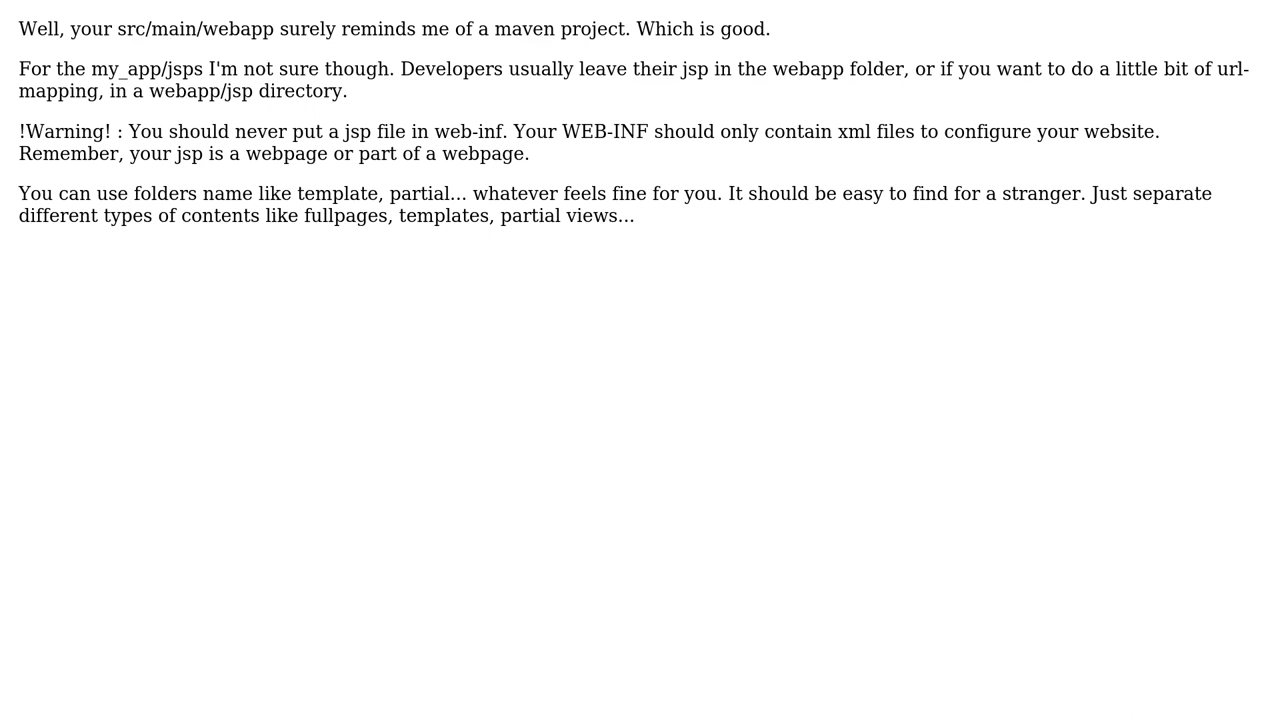 Well, your src/main/webapp surely reminds me of a maven project. Which is good.
For the my_app/jsps I'm not sure though. Developers usually leave their jsp in the webapp folder, or if you want to do a little bit of url-
mapping, in a webapp/jsp directory.
!Warning! : You should never put a jsp file in web-inf. Your WEB-INF should only contain xml files to configure your website.
Remember, your jsp is a webpage or part of a webpage.
You can use folders name like template, partial... whatever feels fine for you. It should be easy to find for a stranger. Just separate
different types of contents like fullpages, templates, partial views...